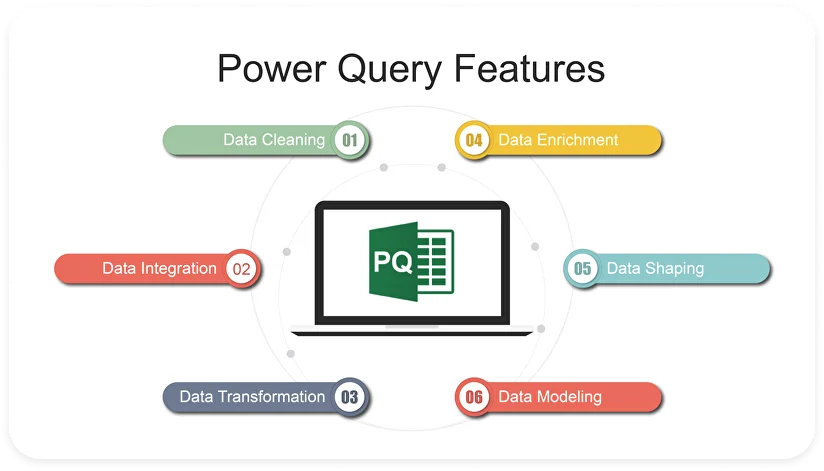 Power Query Features
Data Cleaning 01
04 Data Enrichment
PQ
Data Integration 02
05 Data Shaping
Data Transformation 03
06 Data Modeling